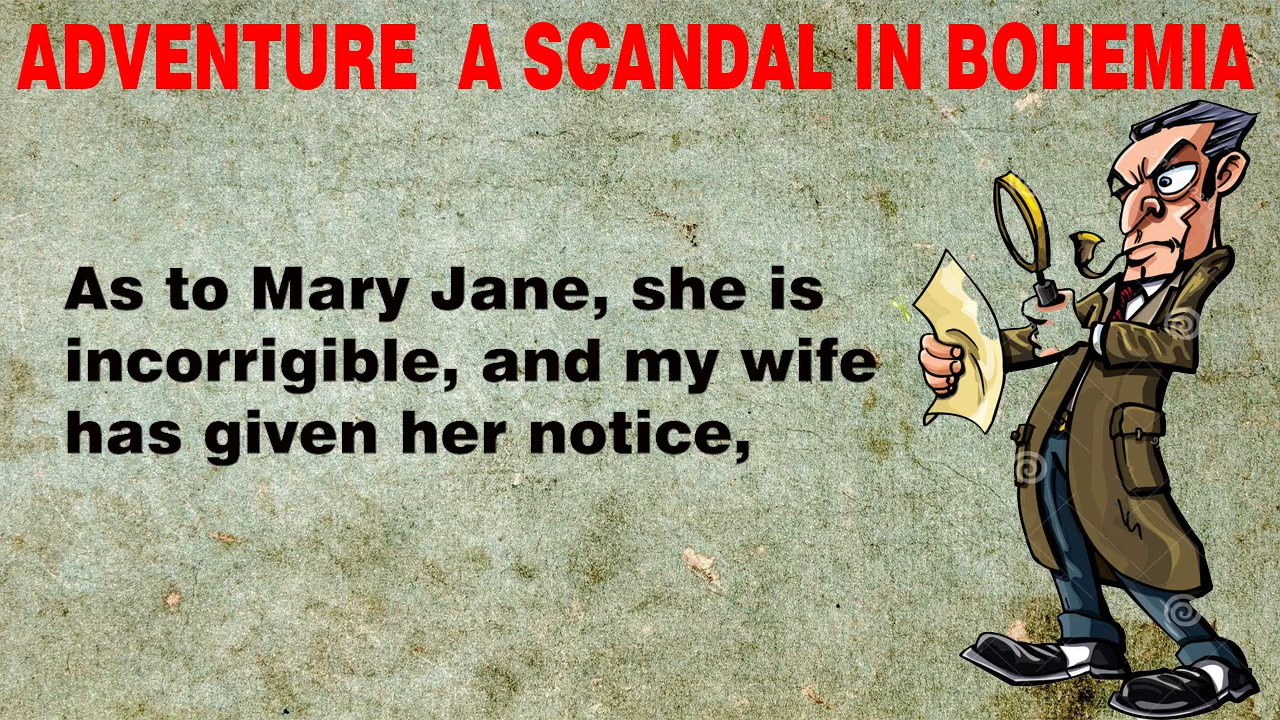 ADVENTURE  A SCANDAL IN BOHEMIA
As to Mary Jane, she is
incorrigible, and my wife
has given her notice,